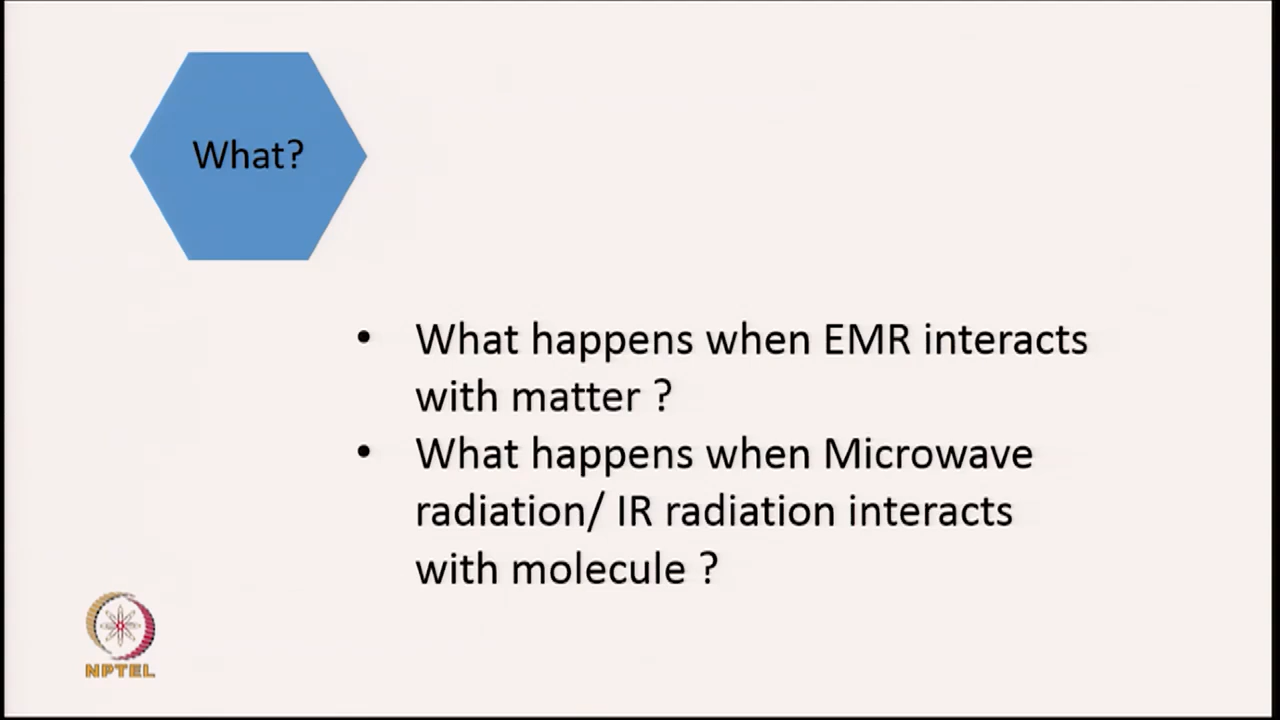 What?
• What happens when EMR interacts
with matter ?
• What happens when Microwave
radiation/ IR radiation interacts
with molecule ?
NPTEL